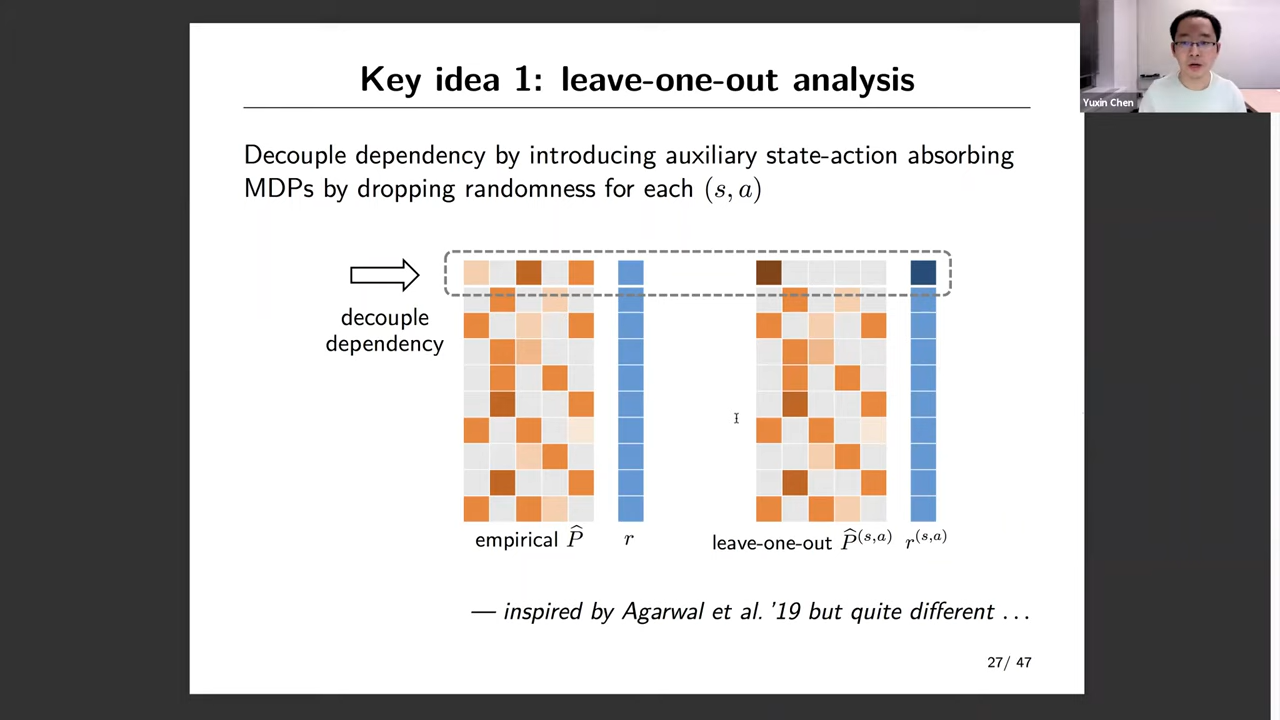 Key idea 1: leave-one-out analysis
Decouple dependency by introducing auxiliary state-action absorbing
MDPs by dropping randomness for each (s, a)
decouple
dependency
empirical P̂ r
leave-one-out P̂^(s,a) r^(s,a)
— inspired by Agarwal et al. '19 but quite different ...
27/ 47
Yuxin Chen